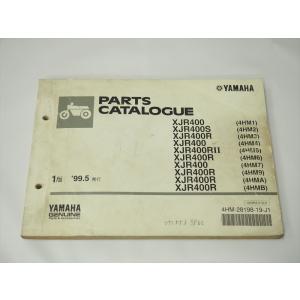 YAMAHA
PARTS
CATALOGUE
XJR400 (4HM1)
XJR400S (4HM2)
XJR400R (4HM3)
XJR400 (4HM4)
XJR400RII (4HM5)
XJR400R (4HM6)
XJR400 (4HM7)
XJR400R (4HM9)
XJR400R (4HMA)
XJR400R (4HMB)
1版 '99.5 発行
YAMAHA
GENUINE
4HM-28198-19-J1